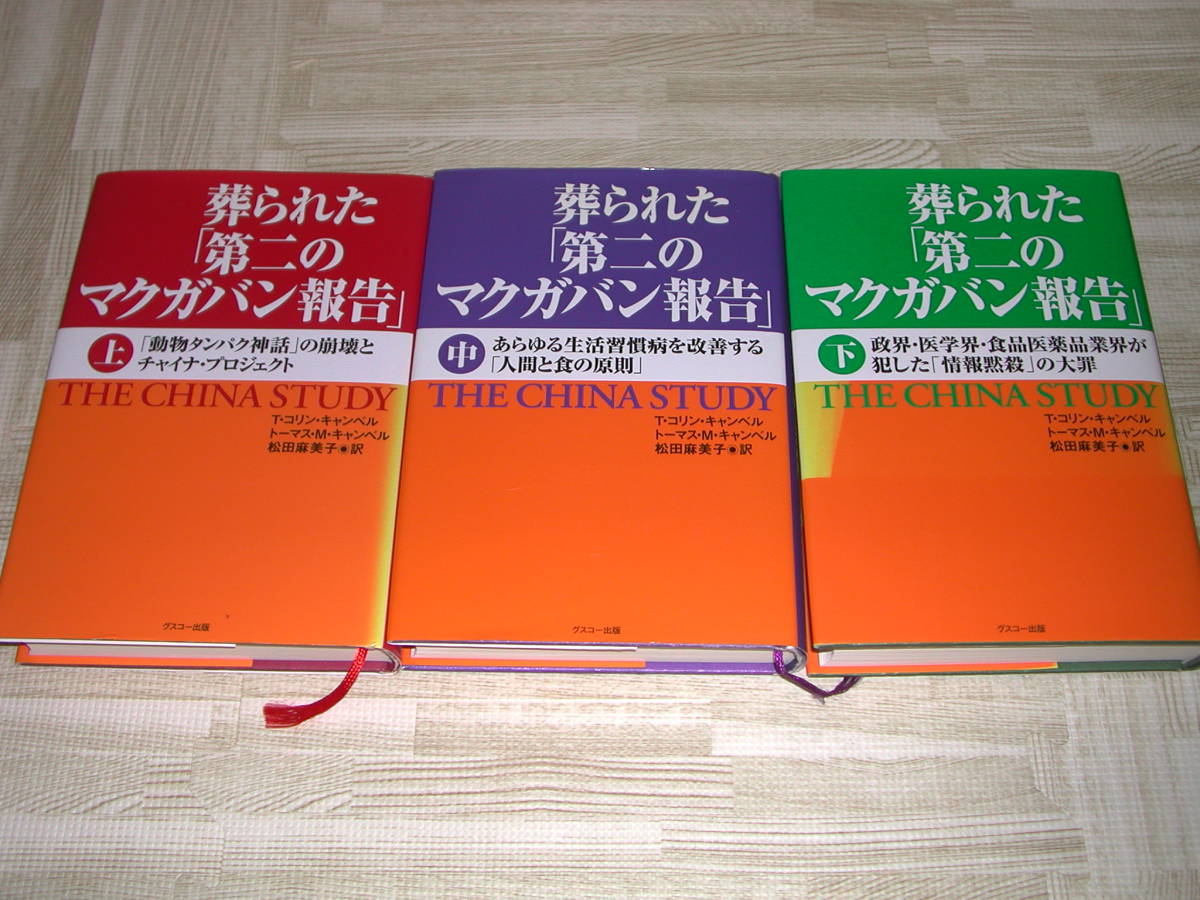 葬られた
「第二の
マクガバン報告」
上
「動物タンパク神話」の崩壊と
チャイナ・プロジェクト
THE CHINA STUDY
T・コリン・キャンベル
トーマス・M・キャンベル
松田麻美子◉訳
グスコー出版
葬られた
「第二の
マクガバン報告」
中
あらゆる生活習慣病を改善する
「人間と食の原則」
THE CHINA STUDY
T・コリン・キャンベル
トーマス・M・キャンベル
松田麻美子◉訳
グスコー出版
葬られた
「第二の
マクガバン報告」
下
政界・医学界・食品医薬品業界が
犯した「情報黙殺」の大罪
THE CHINA STUDY
T・コリン・キャンベル
トーマス・M・キャンベル
松田麻美子◉訳
グスコー出版